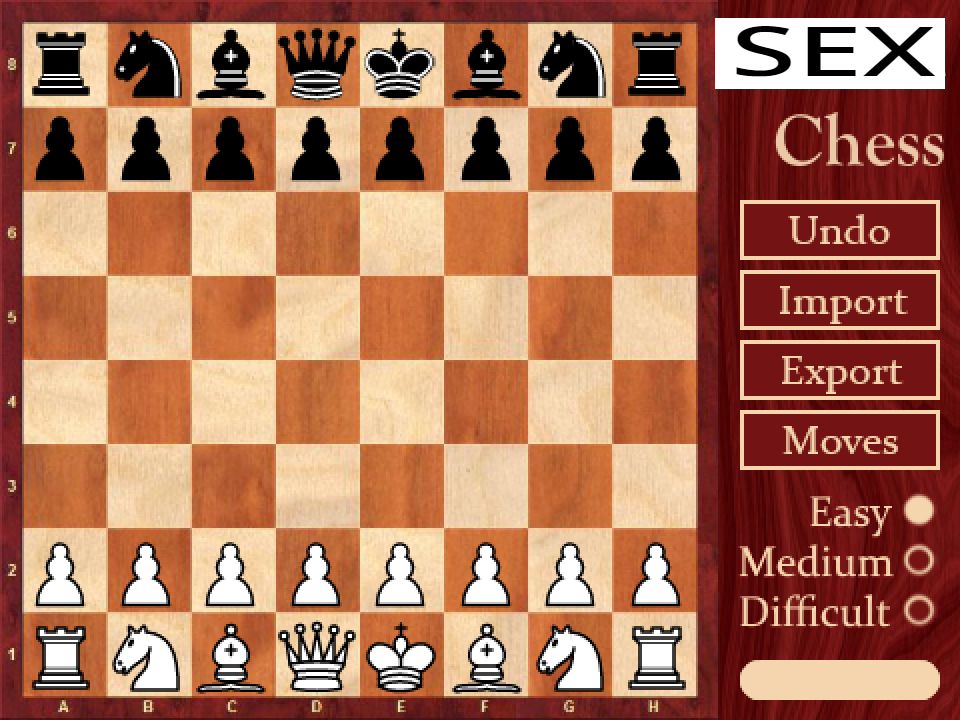 SEX
Chess
Undo
Import
Export
Moves
Easy
Medium
Difficult
8
7
6
5
4
3
2
1
A B C D E F G H